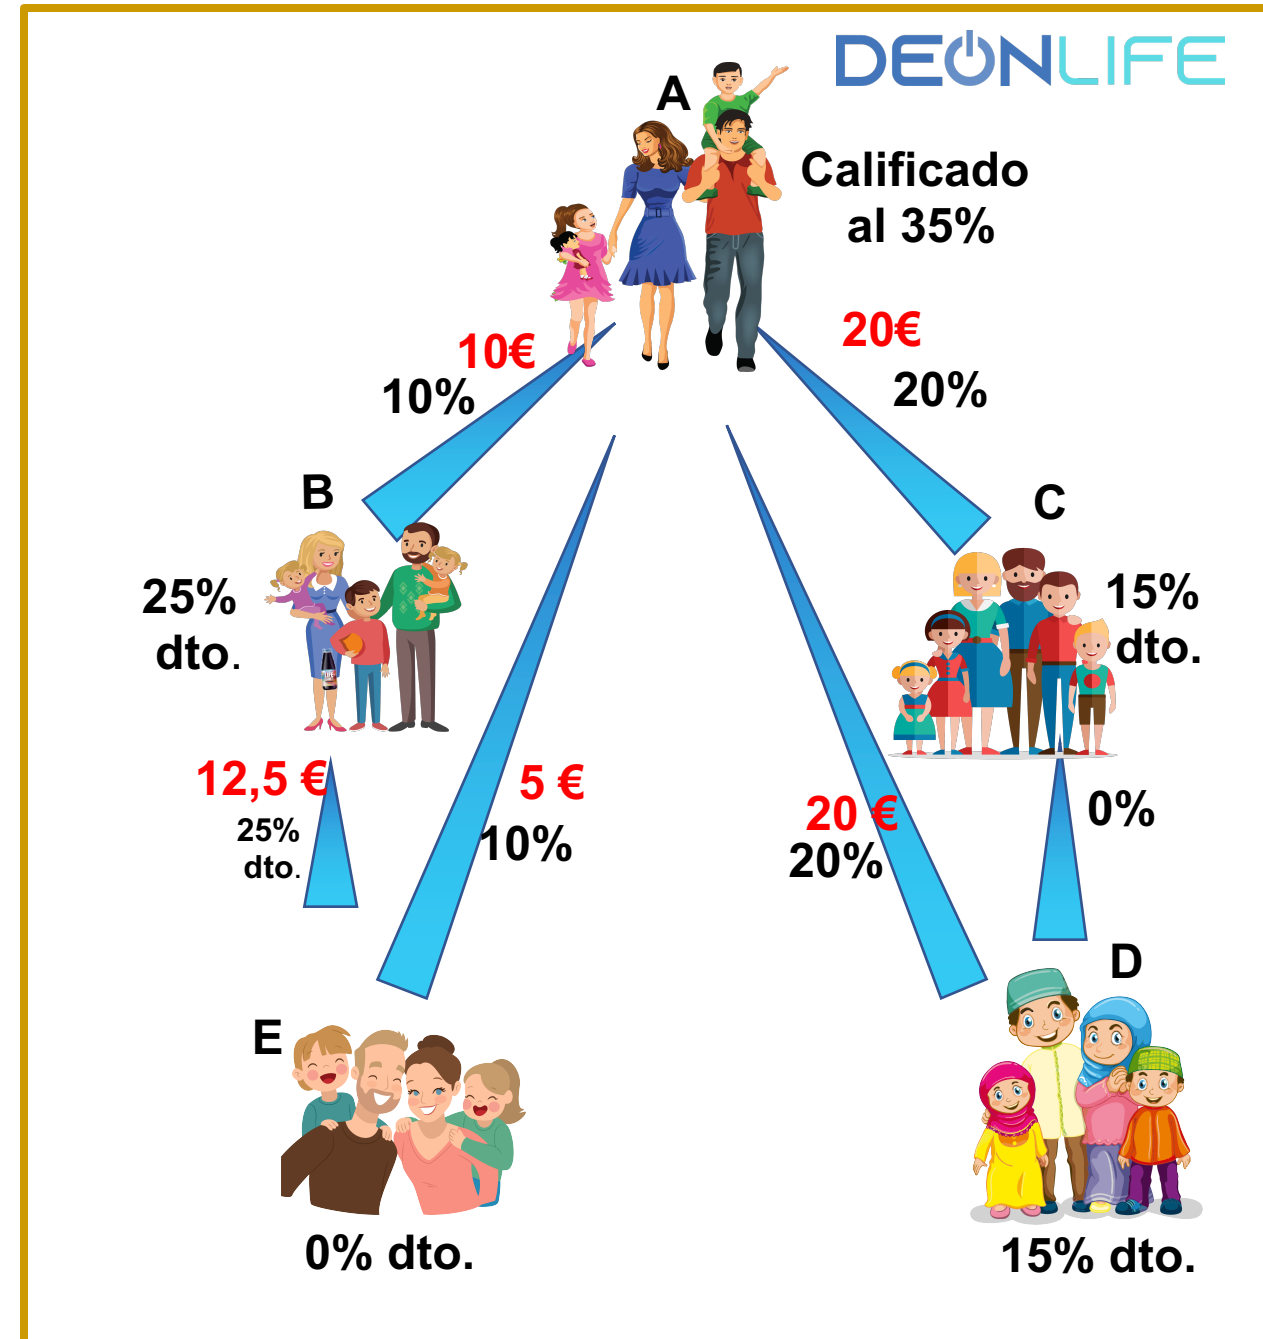 DEONLIFE
A
Calificado
al 35%
10€
10%
20€
20%
B
C
25%
dto.
15%
dto.
12,5 €
25%
dto.
5 €
10%
20 €
20%
0%
D
E
0% dto.
15% dto.